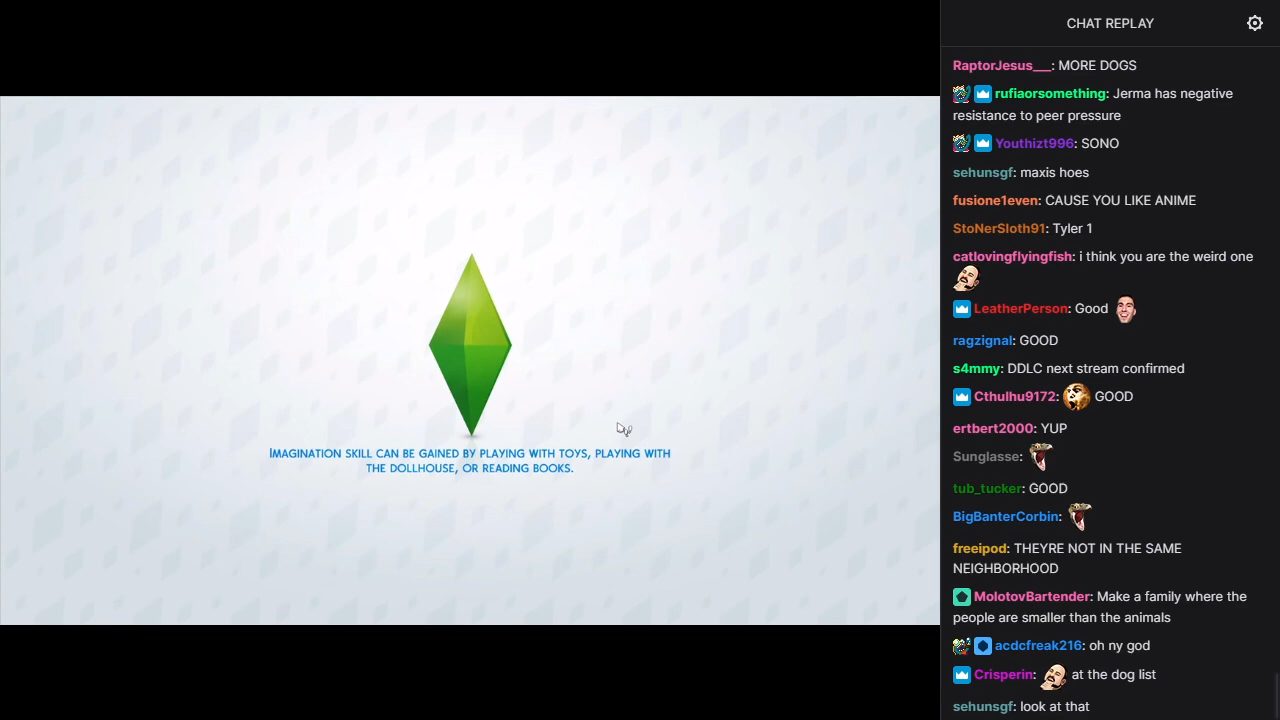 CHAT REPLAY
RaptorJesus___: MORE DOGS
rufiaorsomething: Jerma has negative
resistance to peer pressure
Youthizt996: SONO
sehunsgf: maxis hoes
fusione1even: CAUSE YOU LIKE ANIME
StoNerSloth91: Tyler 1
catlovingflyingfish: i think you are the weird one
LeatherPerson: Good
ragzignal: GOOD
s4mmy: DDLC next stream confirmed
Cthulhu9172: GOOD
ertbert2000: YUP
Sunglasse:
tub_tucker: GOOD
BigBanterCorbin:
freeipod: THEYRE NOT IN THE SAME
NEIGHBORHOOD
MolotovBartender: Make a family where the
people are smaller than the animals
acdcfreak216: oh ny god
Crisperin: at the dog list
sehunsgf: look at that
IMAGINATION SKILL CAN BE GAINED BY PLAYING WITH TOYS, PLAYING WITH
THE DOLLHOUSE, OR READING BOOKS.